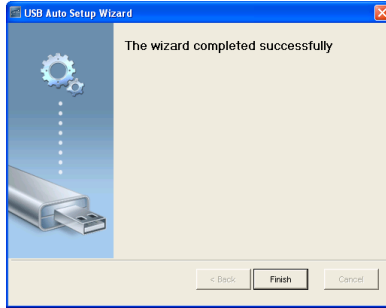 USB Auto Setup Wizard
The wizard completed successfully
< Back Finish Cancel